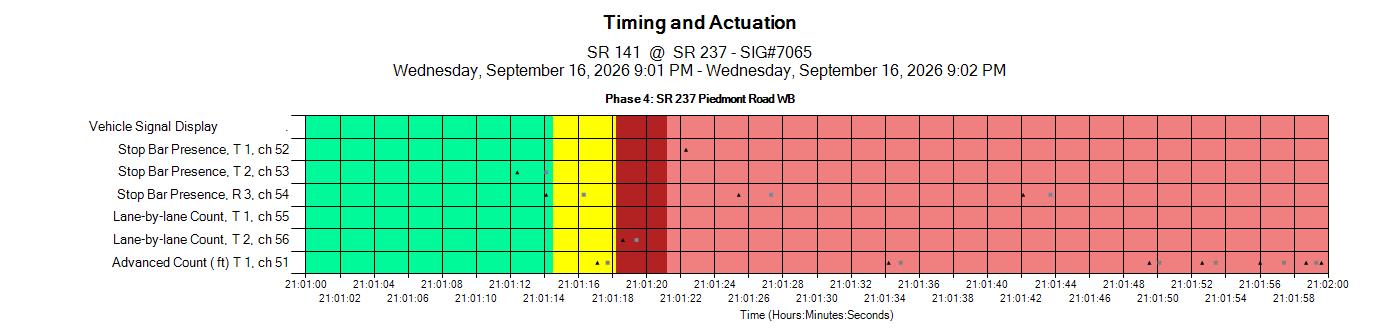 Timing and Actuation
SR 141 @ SR 237 - SIG#7065
Wednesday, September 16, 2026 9:01 PM - Wednesday, September 16, 2026 9:02 PM
Phase 4: SR 237 Piedmont Road WB
Vehicle Signal Display .
Stop Bar Presence, T 1, ch 52
Stop Bar Presence, T 2, ch 53
Stop Bar Presence, R 3, ch 54
Lane-by-lane Count, T 1, ch 55
Lane-by-lane Count, T 2, ch 56
Advanced Count ( ft) T 1, ch 51
21:01:00 21:01:04 21:01:08 21:01:12 21:01:16 21:01:20 21:01:24 21:01:28 21:01:32 21:01:36 21:01:40 21:01:44 21:01:48 21:01:52 21:01:56 21:02:00
21:01:02 21:01:06 21:01:10 21:01:14 21:01:18 21:01:22 21:01:26 21:01:30 21:01:34 21:01:38 21:01:42 21:01:46 21:01:50 21:01:54 21:01:58
Time (Hours:Minutes:Seconds)